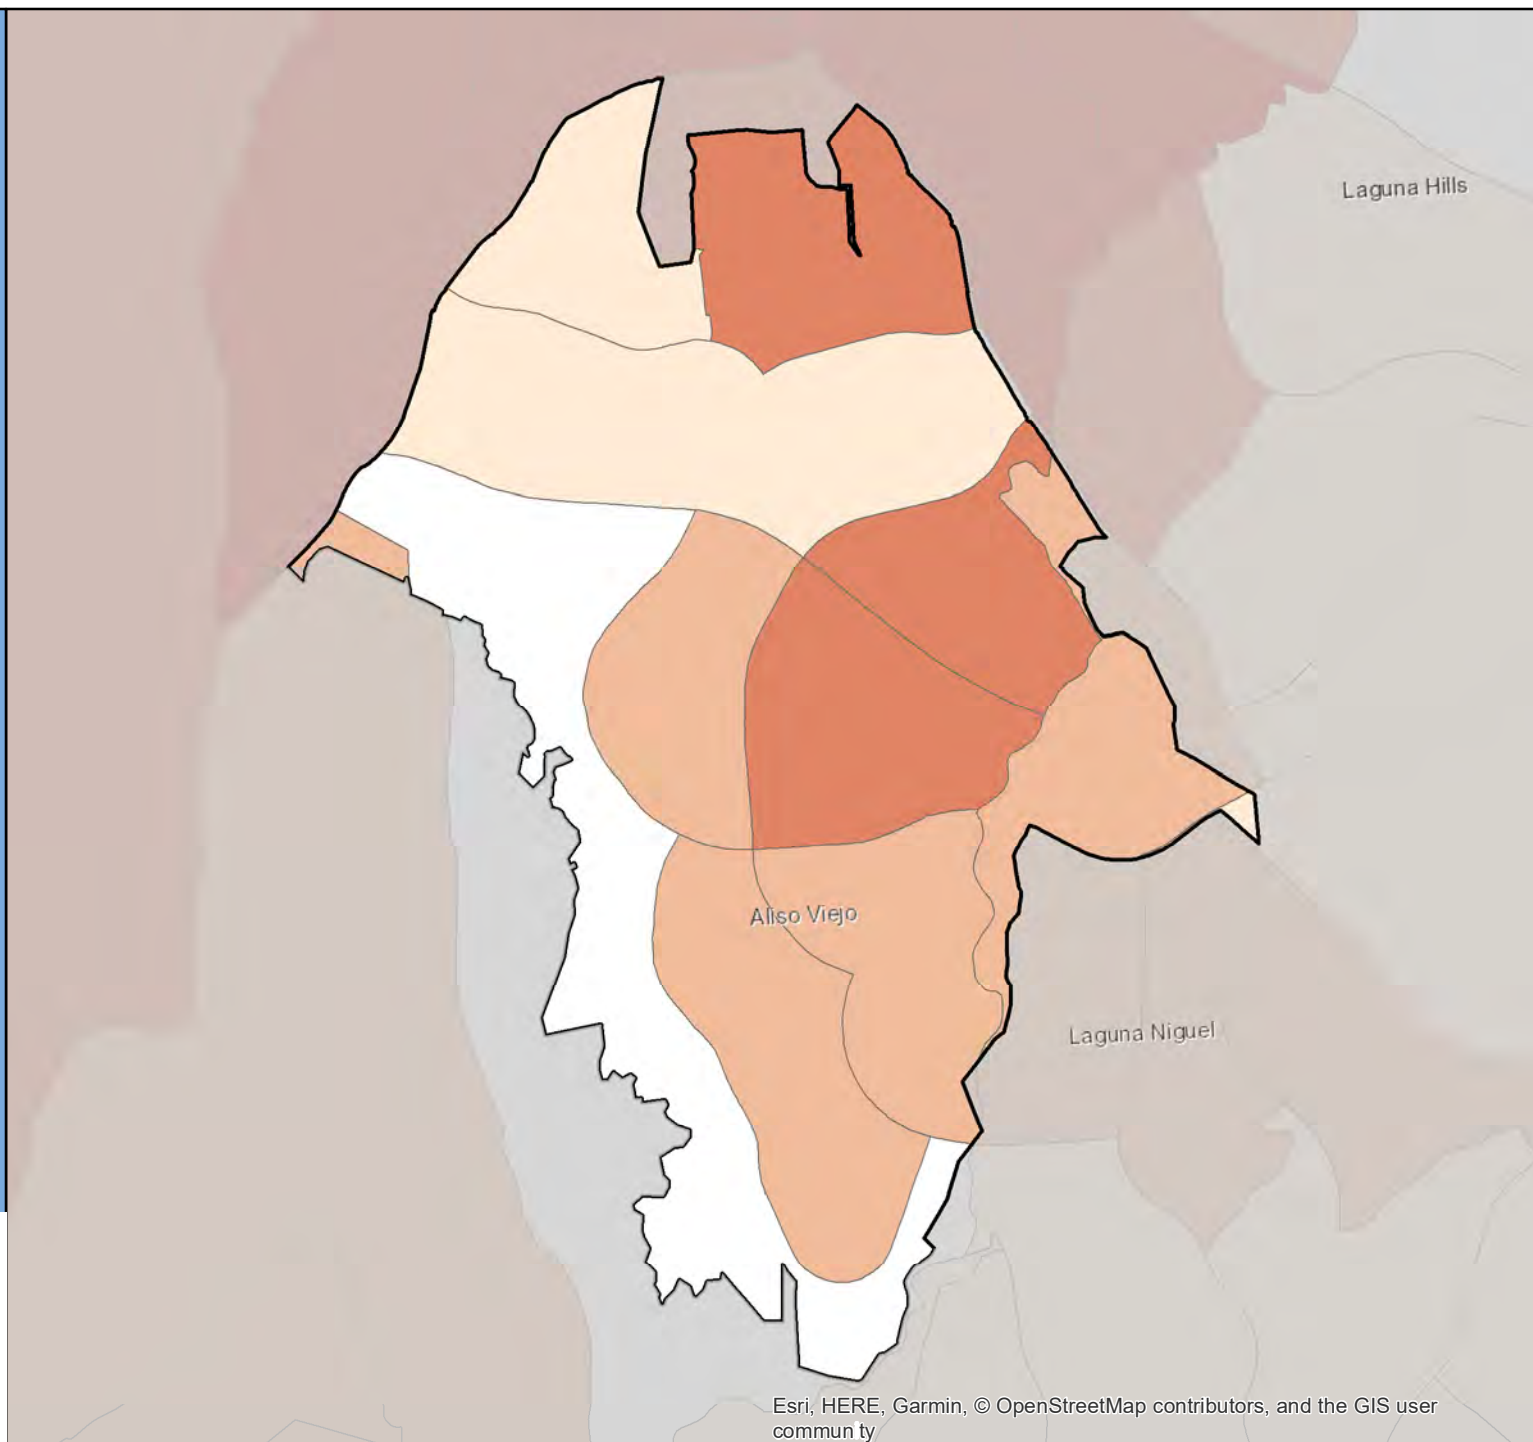 Laguna Hills
Aliso Viejo
Laguna Niguel
Esri, HERE, Garmin, © OpenStreetMap contributors, and the GIS user
commun ty